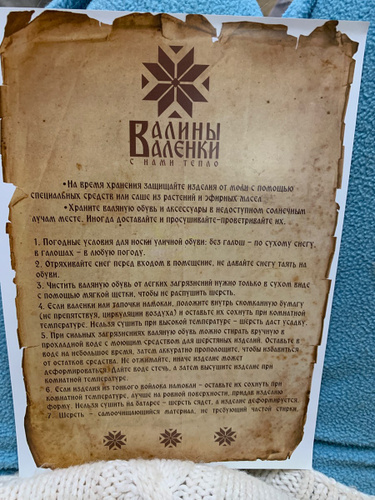 Валины
Валенки
с нами тепло
•На время хранения защищайте изделия от моли с помощью
специальных средств или саше из растений и эфирных масел.
•Храните валяную обувь и аксессуары в недоступном солнечным
лучам месте. Иногда доставайте и просушивайте-проветривайте их.
1. Погодные условия для носки уличной обуви: без галош - по сухому снегу,
в галошах - в любую погоду.
2. Отряхивайте снег перед входом в помещение, не давайте снегу таять на
обуви.
3. Чистить валяную обувь от легких загрязнений нужно только в сухом виде
с помощью мягкой щетки, чтобы не распушить шерсть.
4. Если валенки или тапочки намокли, положите внутрь скомканную бумагу
(не препятствуя, циркуляции воздуха) и оставьте сохнуть при комнатной
температуре. Нельзя сушить при высокой температуре - шерсть даст усадку.
5. При сильных загрязнениях валяную обувь можно стирать вручную в
прохладной воде с моющим средством для шерстяных изделий. Оставьте в
воде на небольшое время, затем аккуратно прополощите, чтобы избавиться
от остатков средства. Не отжимайте, иначе изделие может
деформироваться! Дайте воде стечь, а затем высушите изделие при
комнатной температуре.
6. Если изделия из тонкого войлока намокли - оставьте их сохнуть при
комнатной температуре, лучше на ровной поверхности, придав изделию
форму. Нельзя сушить на батарее - шерсть сядет, а изделие деформируется.
7. Шерсть - самоочищающийся материал, не требующий частой стирки.